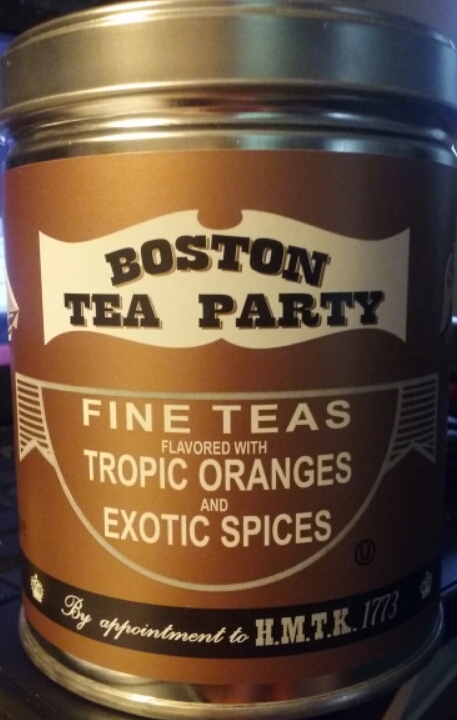 BOSTON
TEA PARTY
FINE TEAS
FLAVORED WITH
TROPIC ORANGES
AND
EXOTIC SPICES
U
By appointment to H.M.T.K. 1773